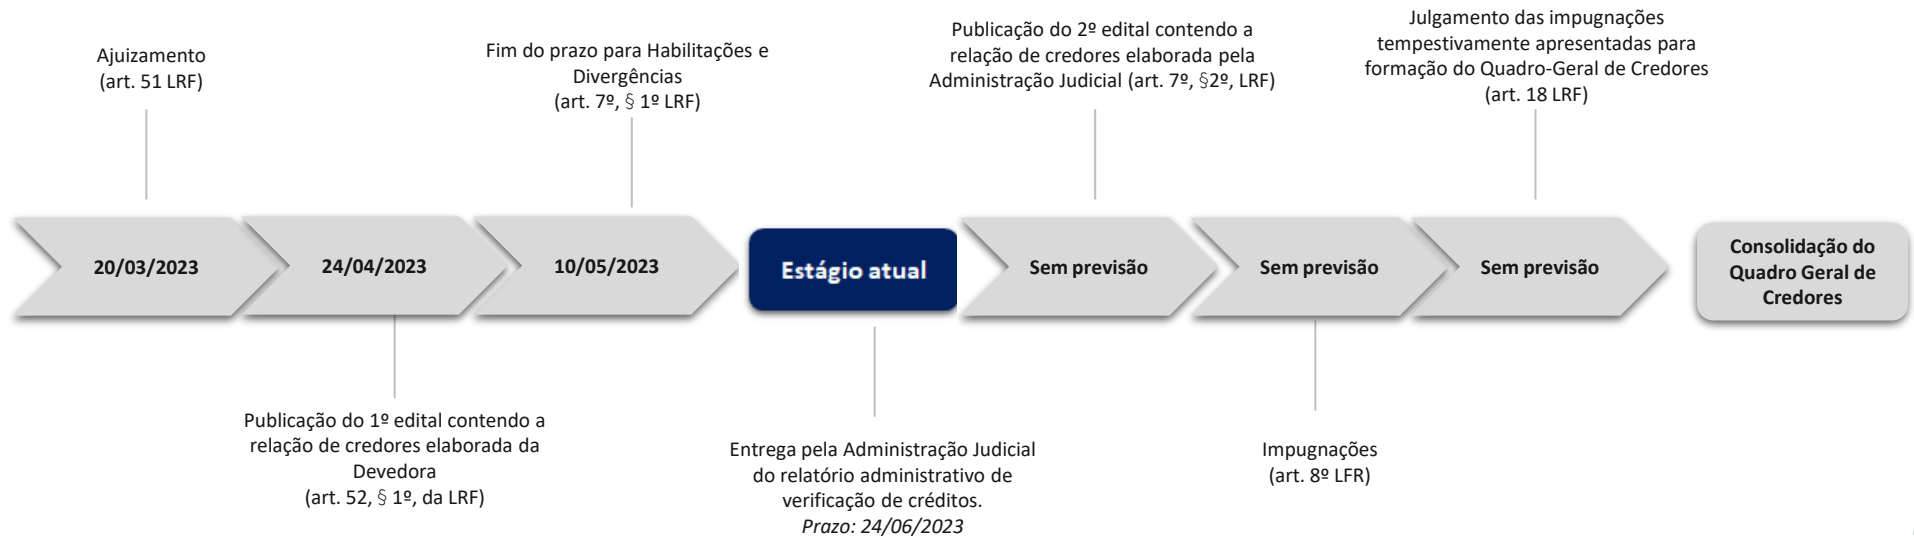 Ajuizamento
(art. 51 LRF)
Fim do prazo para Habilitações e
Divergências
(art. 7º, § 1º LRF)
Publicação do 2º edital contendo a
relação de credores elaborada pela
Administração Judicial (art. 7º, §2º, LRF)
Julgamento das impugnações
tempestivamente apresentadas para
formação do Quadro-Geral de Credores
(art. 18 LRF)
20/03/2023
24/04/2023
10/05/2023
Estágio atual
Sem previsão
Sem previsão
Sem previsão
Consolidação do
Quadro Geral de
Credores
Publicação do 1º edital contendo a
relação de credores elaborada da
Devedora
(art. 52, § 1º, da LRF)
Entrega pela Administração Judicial
do relatório administrativo de
verificação de créditos.
Prazo: 24/06/2023
Impugnações
(art. 8º LFR)